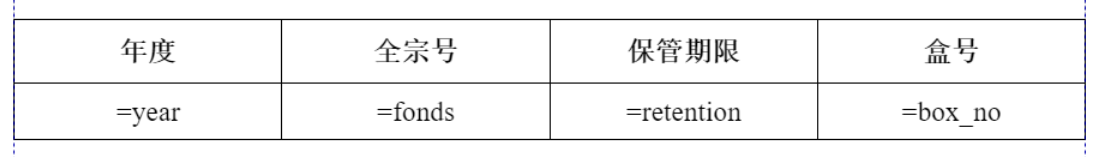 年度 全宗号 保管期限 盒号
=year =fonds =retention =box_no